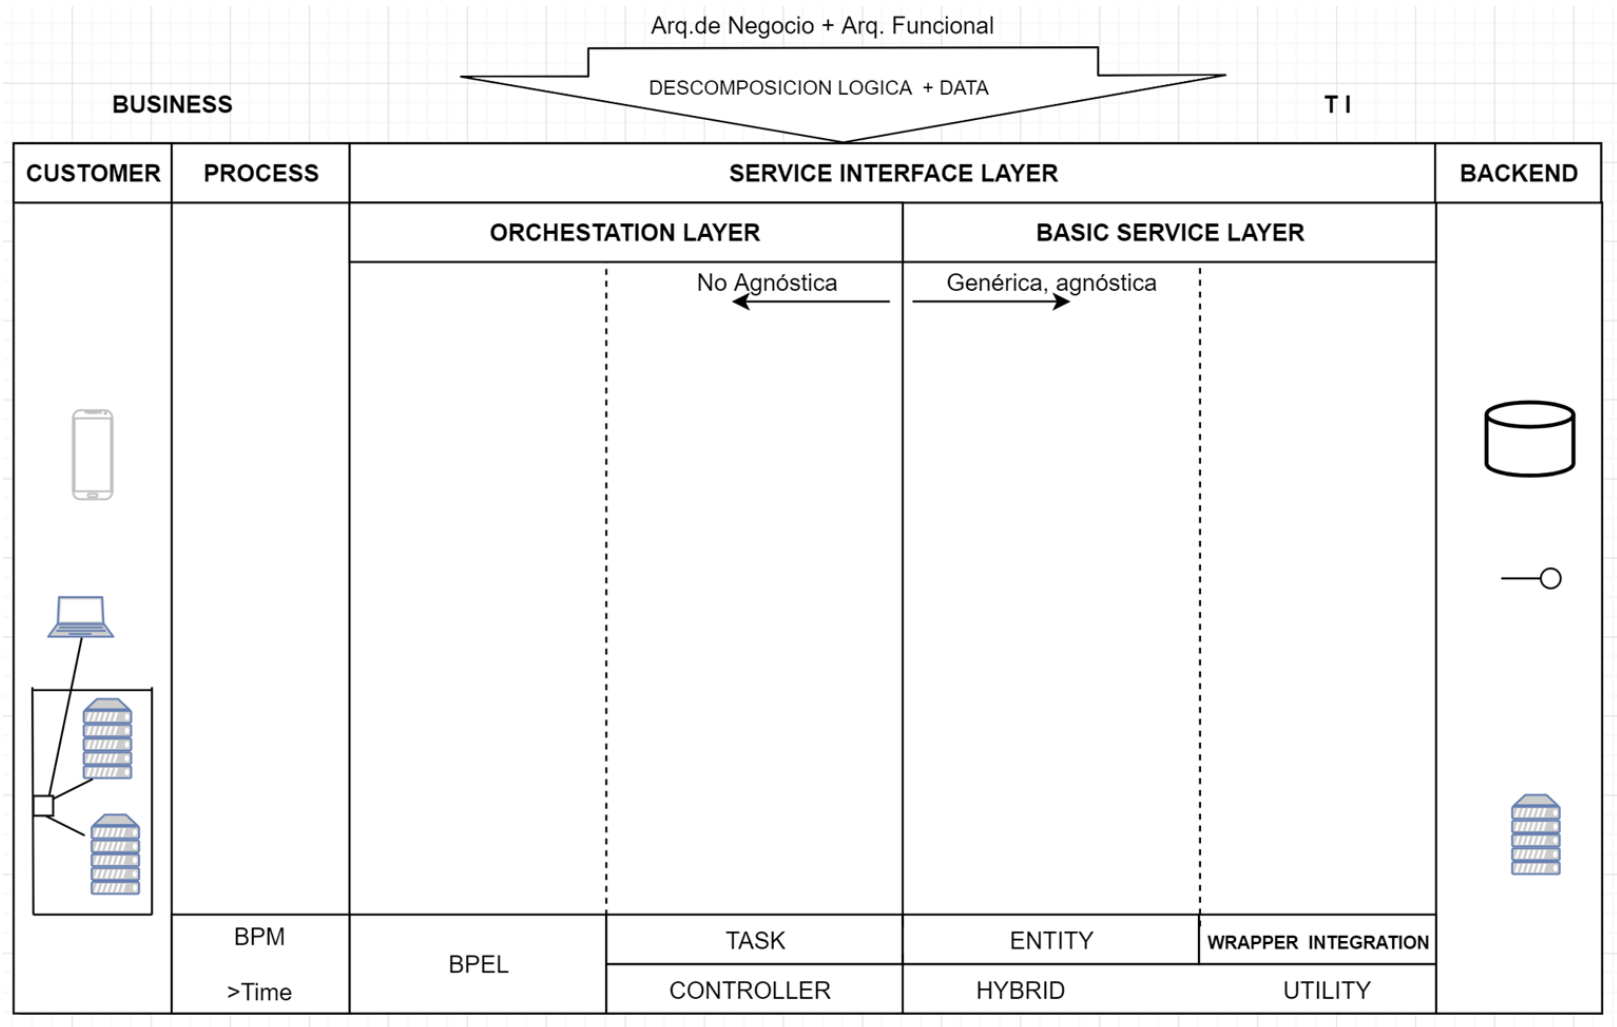 Arq.de Negocio + Arq. Funcional
DESCOMPOSICION LOGICA + DATA
BUSINESS
T I
CUSTOMER
PROCESS
SERVICE INTERFACE LAYER
BACKEND
ORCHESTATION LAYER
BASIC SERVICE LAYER
No Agnóstica
Genérica, agnóstica
BPM
>Time
BPEL
TASK
ENTITY
WRAPPER INTEGRATION
CONTROLLER
HYBRID
UTILITY